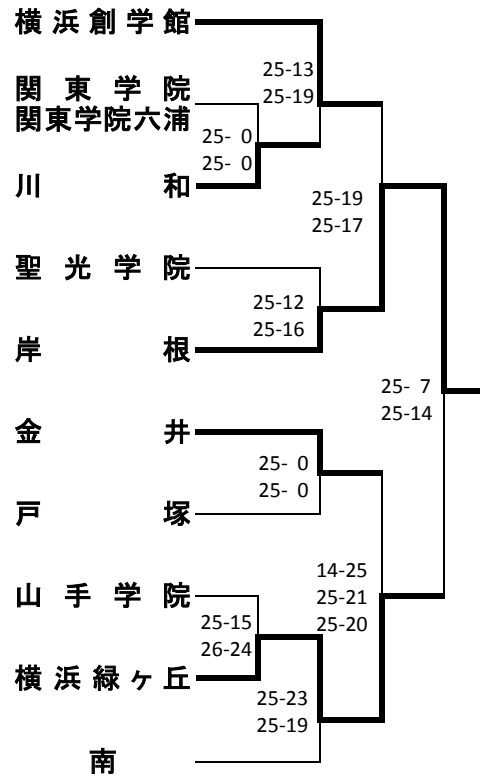 横浜創学館
25-13
25-19
関東学院
関東学院六浦
25- 0
25- 0
川和
25-19
25-17
聖光学院
25-12
25-16
岸根
25- 7
25-14
金井
25- 0
25- 0
戸塚
14-25
25-21
25-20
山手学院
25-15
26-24
横浜緑ヶ丘
25-23
25-19
南